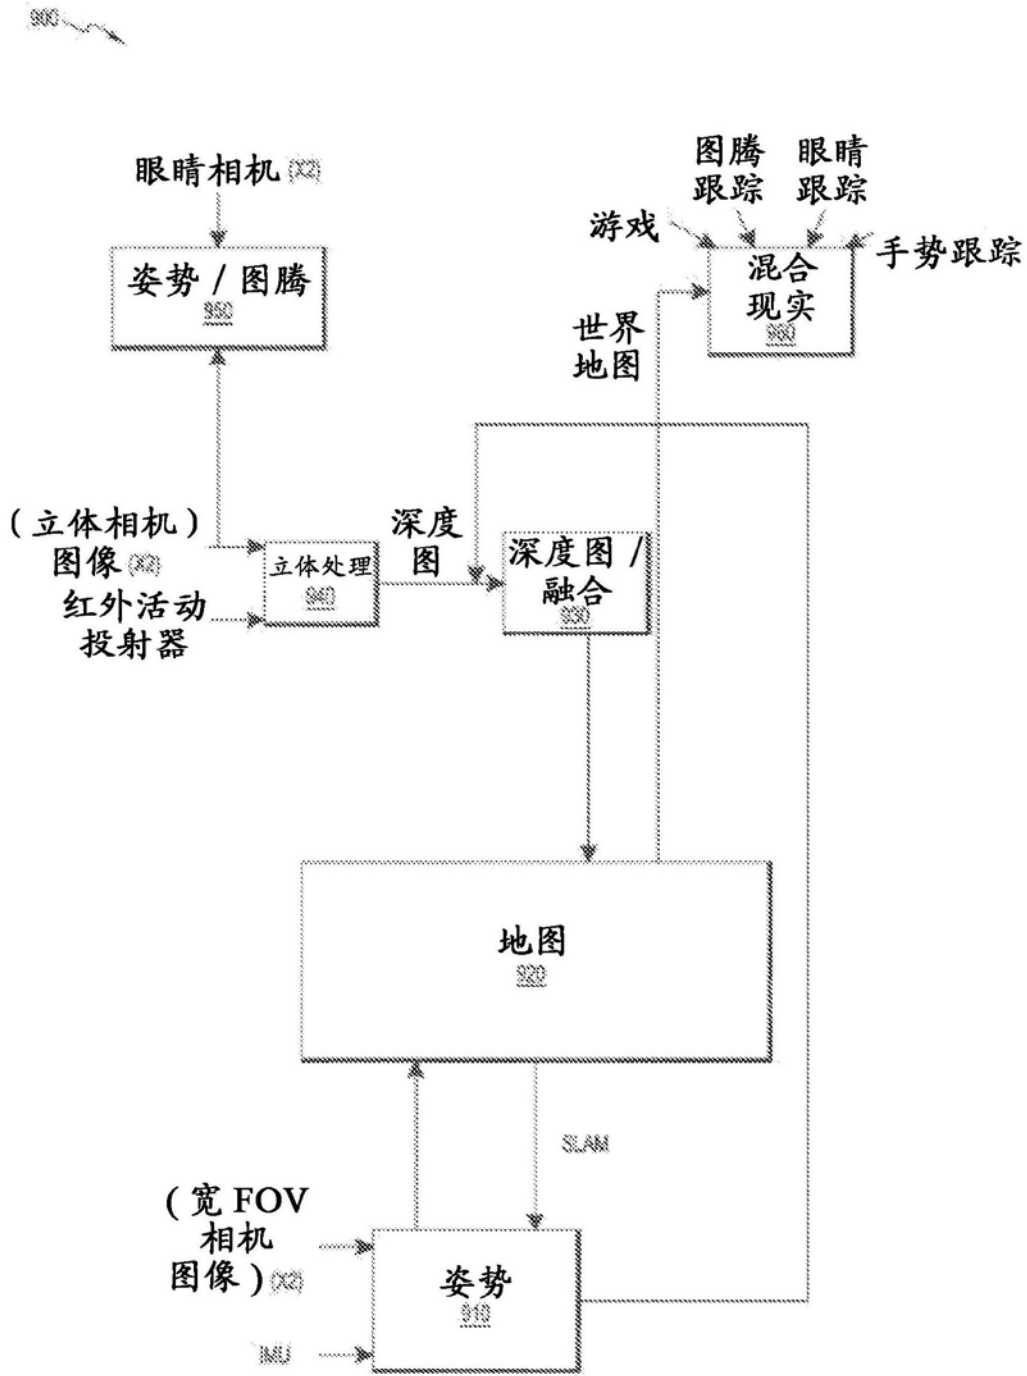 900
眼睛相机 (X2)
姿势 / 图腾
950
图腾
跟踪
眼睛
跟踪
游戏
手势跟踪
混合
现实
960
世界
地图
(立体相机)
图像 (X2)
红外活动
投射器
立体处理
940
深度
图
深度图 /
融合
930
地图
920
SLAM
(宽 FOV
相机
图像) (X2)
IMU
姿势
910